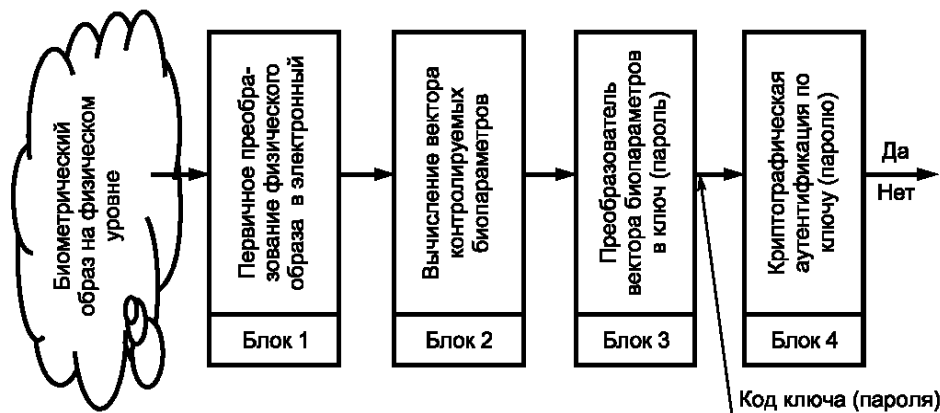 Биометрический
образ на физическом
уровне
Первичное преобра-
зование физического
образа в электронный
Блок 1
Вычисление вектора
контролируемых
биопараметров
Блок 2
Преобразователь
вектора биопараметров
в ключ (пароль)
Блок 3
Криптографическая
аутентификация по
ключу (паролю)
Блок 4
Да
Нет
Код ключа (пароля)